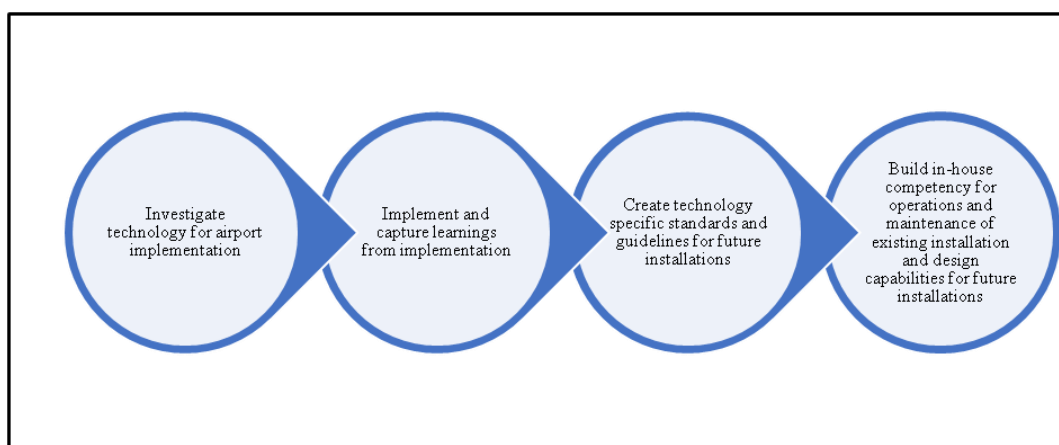 Investigate
technology for airport
implementation
Implement and
capture learnings
from implementation
Create technology
specific standards and
guidelines for future
installations
Build in-house
competency for
operations and
maintenance of
existing installation
and design
capabilities for future
installations